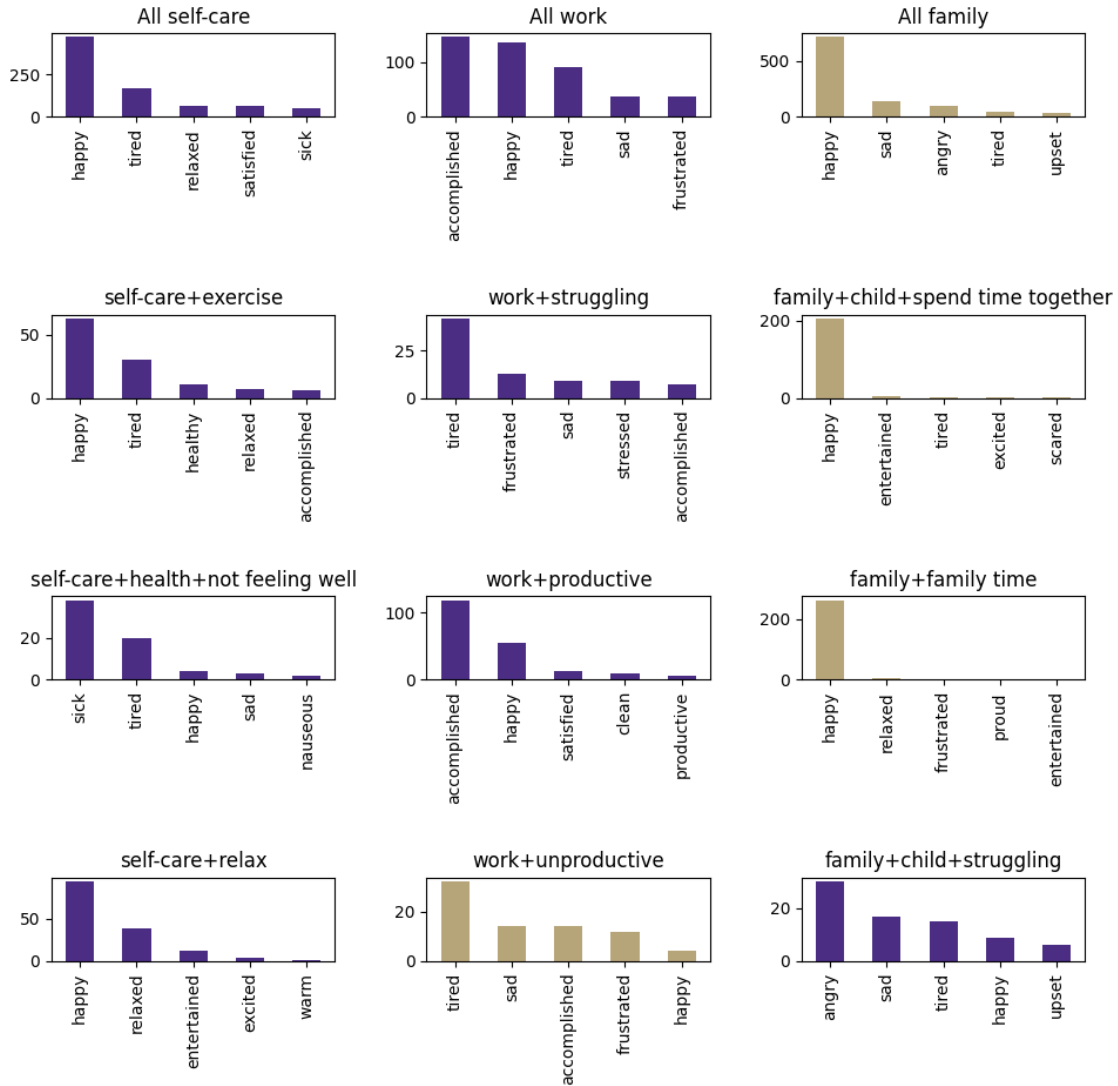 All self-care
250
0
happy
tired
relaxed
satisfied
sick
All work
100
0
accomplished
happy
tired
sad
frustrated
All family
500
0
happy
sad
angry
tired
upset
self-care+exercise
50
0
happy
tired
healthy
relaxed
accomplished
work+struggling
25
0
tired
frustrated
sad
stressed
accomplished
family+child+spend time together
200
0
happy
entertained
tired
excited
scared
self-care+health+not feeling well
20
0
sick
tired
happy
sad
nauseous
work+productive
100
0
accomplished
happy
satisfied
clean
productive
family+family time
200
0
happy
relaxed
frustrated
proud
entertained
self-care+relax
50
0
happy
relaxed
entertained
excited
warm
work+unproductive
20
0
tired
sad
accomplished
frustrated
happy
family+child+struggling
20
0
angry
sad
tired
happy
upset